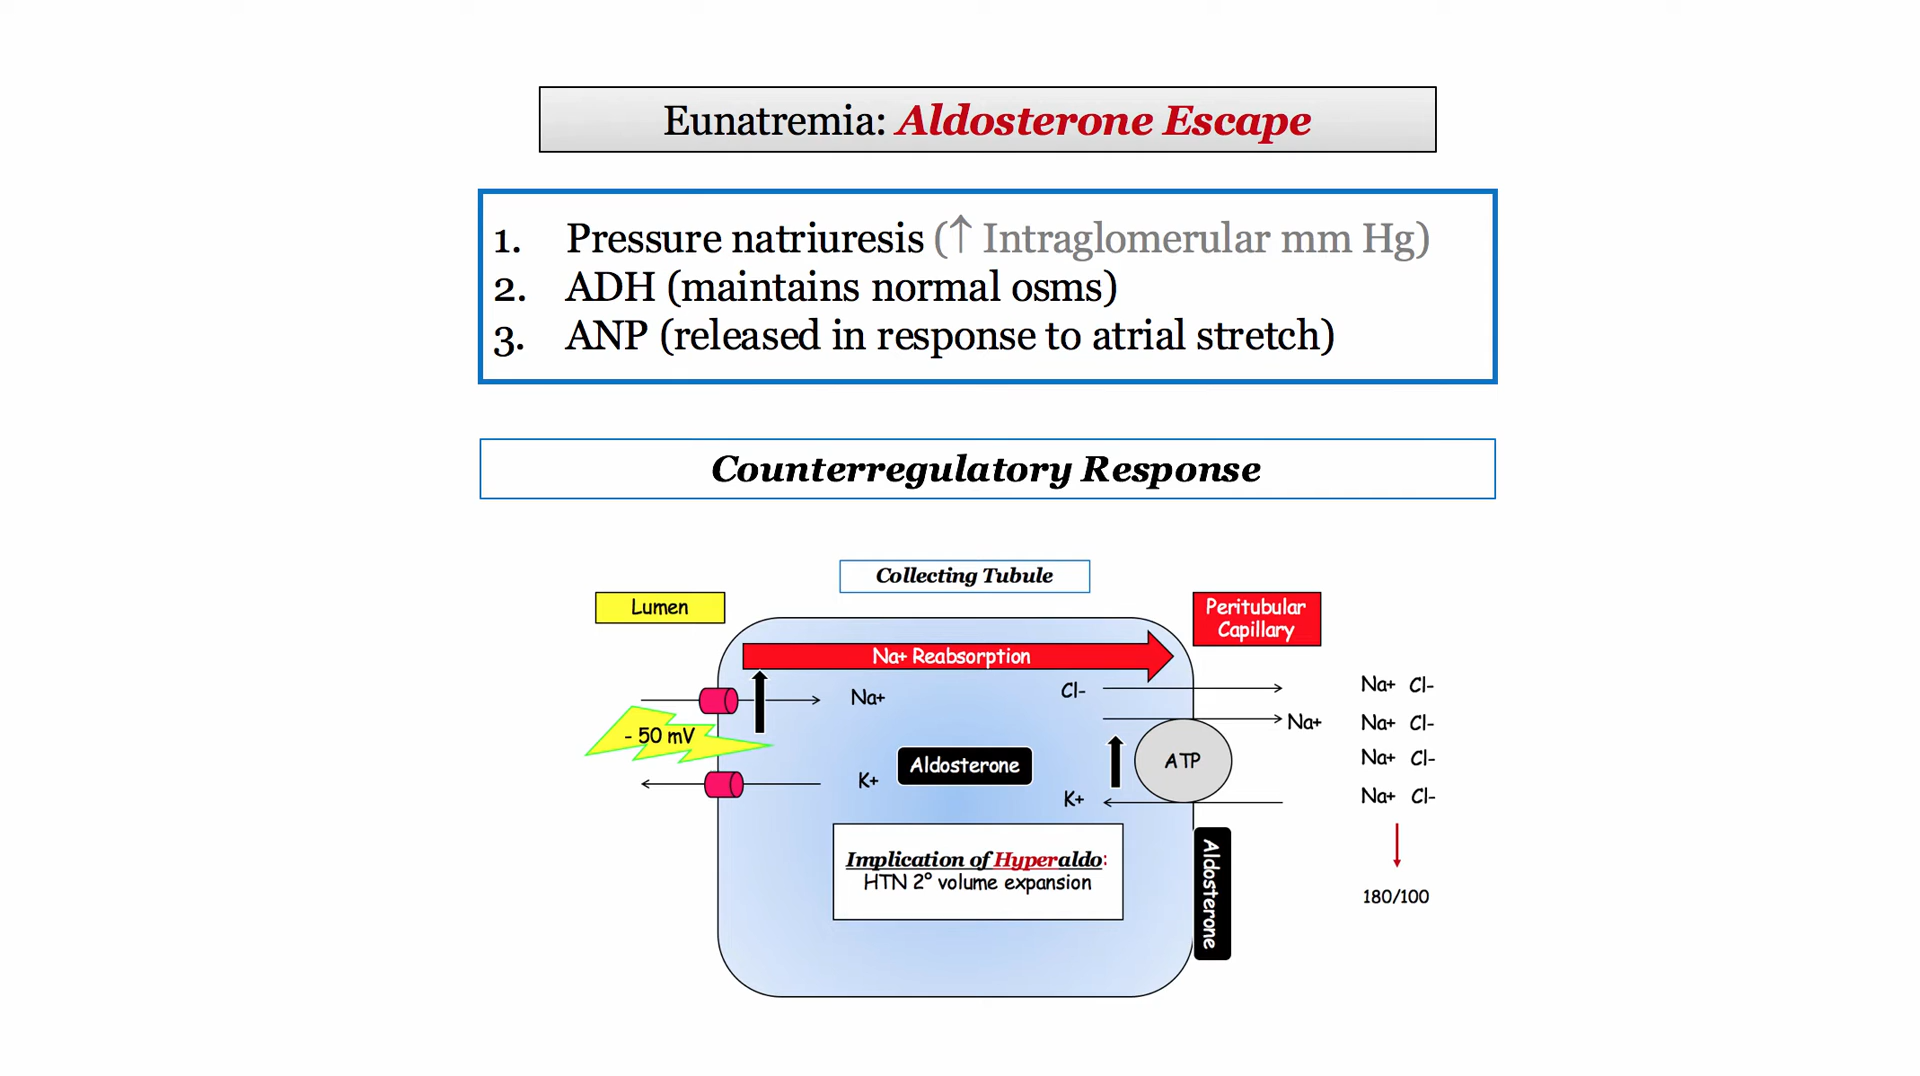 Eunatremia: Aldosterone Escape
1. Pressure natriuresis (↑ Intraglomerular mm Hg)
2. ADH (maintains normal osms)
3. ANP (released in response to atrial stretch)
Counterregulatory Response
Collecting Tubule
Lumen
Peritubular
Capillary
Na+ Reabsorption
Na+
Cl-
Na+ Cl-
- 50 mV
Na+
Na+ Cl-
ATP
Na+ Cl-
Aldosterone
K+
K+
Na+ Cl-
Implication of Hyperaldo:
HTN 2° volume expansion
Aldosterone
180/100